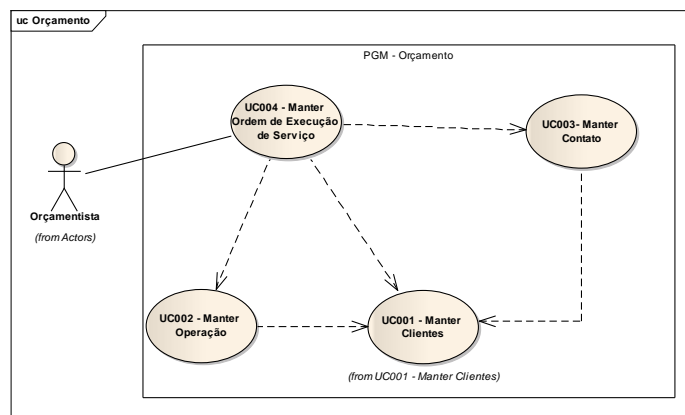 uc Orçamento
PGM - Orçamento
UC004 - Manter
Ordem de Execução
de Serviço
UC003- Manter
Contato
Orçamentista
(from Actors)
UC002 - Manter
Operação
UC001 - Manter
Clientes
(from UC001 - Manter Clientes)